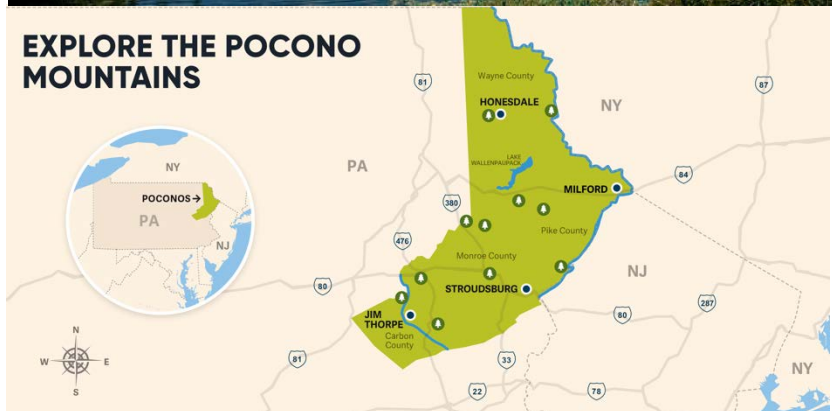 EXPLORE THE POCONO
MOUNTAINS
NY
POCONOS
PA
NJ
N
W
E
S
81
Wayne County
HONESDALE
NY
87
PA
LAKE
WALLENPAUPACK
84
MILFORD
380
476
Pike County
Monroe County
NJ
80
STROUDSBURG
287
JIM
THORPE
80
Carbon
County
81
33
NY
22
78